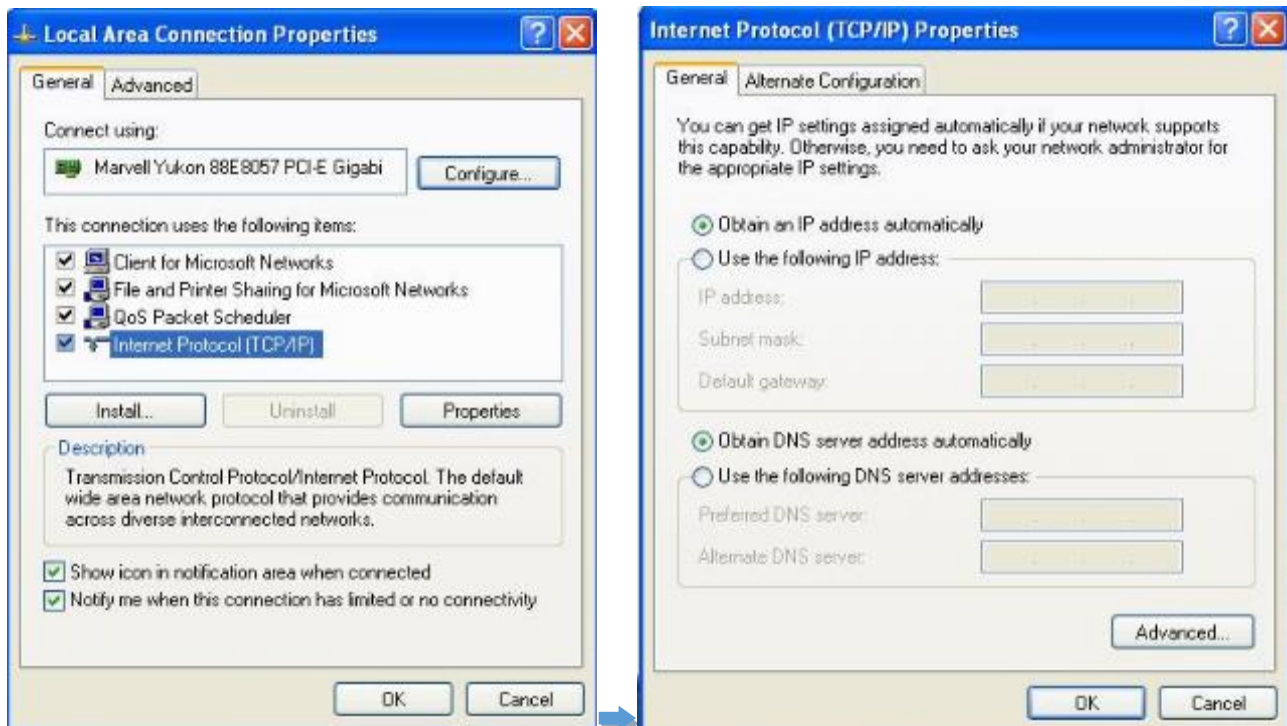 Local Area Connection Properties
General
Advanced
Connect using:
Marvell Yukon 88E8057 PCI-E Gigabi
Configure...
This connection uses the following items:
Client for Microsoft Networks
File and Printer Sharing for Microsoft Networks
QoS Packet Scheduler
Internet Protocol (TCP/IP)
Install...
Uninstall
Properties
Description
Transmission Control Protocol/Internet Protocol. The default
wide area network protocol that provides communication
across diverse interconnected networks.
Show icon in notification area when connected
Notify me when this connection has limited or no connectivity
OK
Cancel
Internet Protocol (TCP/IP) Properties
General
Alternate Configuration
You can get IP settings assigned automatically if your network supports
this capability. Otherwise, you need to ask your network administrator for
the appropriate IP settings.
Obtain an IP address automatically
Use the following IP address:
IP address:
Subnet mask:
Default gateway:
Obtain DNS server address automatically
Use the following DNS server addresses:
Preferred DNS server:
Alternate DNS server:
Advanced...
OK
Cancel